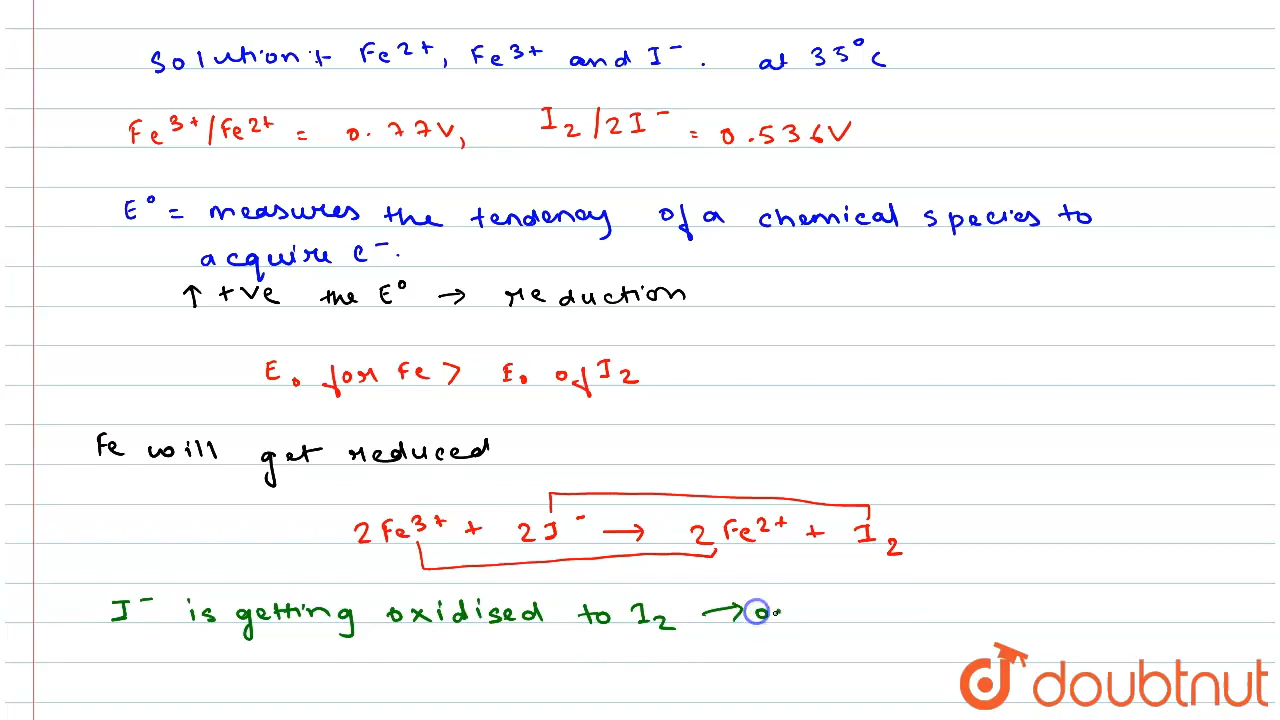 Solution:+ Fe²⁺, Fe³⁺ and I⁻. at 35°C
Fe³⁺/Fe²⁺ = 0.77V, I₂/2I⁻ = 0.536V
E° = measures the tendency of a chemical species to
acquire e⁻.
↑ +ve the E° → reduction
E₀ for Fe > E₀ of I₂
Fe will get reduced
2Fe³⁺ + 2I⁻ → 2Fe²⁺ + I₂
I⁻ is getting oxidised to I₂ → o
doubtnut